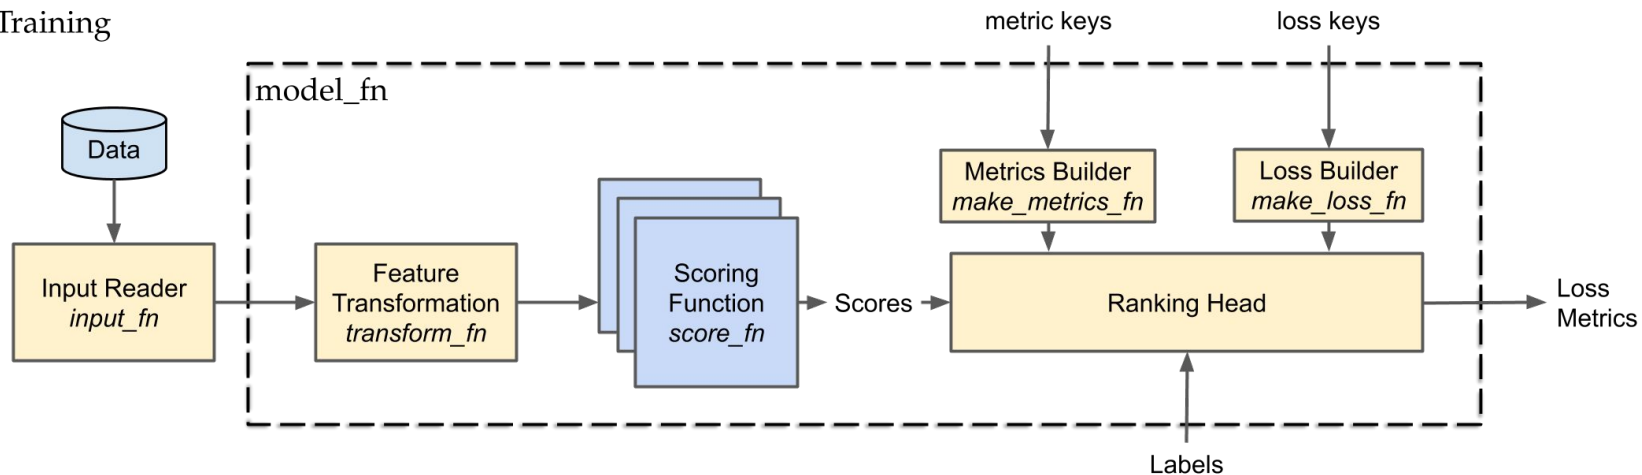 Training
metric keys
loss keys
model_fn
Data
Metrics Builder
make_metrics_fn
Loss Builder
make_loss_fn
Input Reader
input_fn
Feature
Transformation
transform_fn
Scoring
Function
score_fn
Scores
Ranking Head
Loss
Metrics
Labels